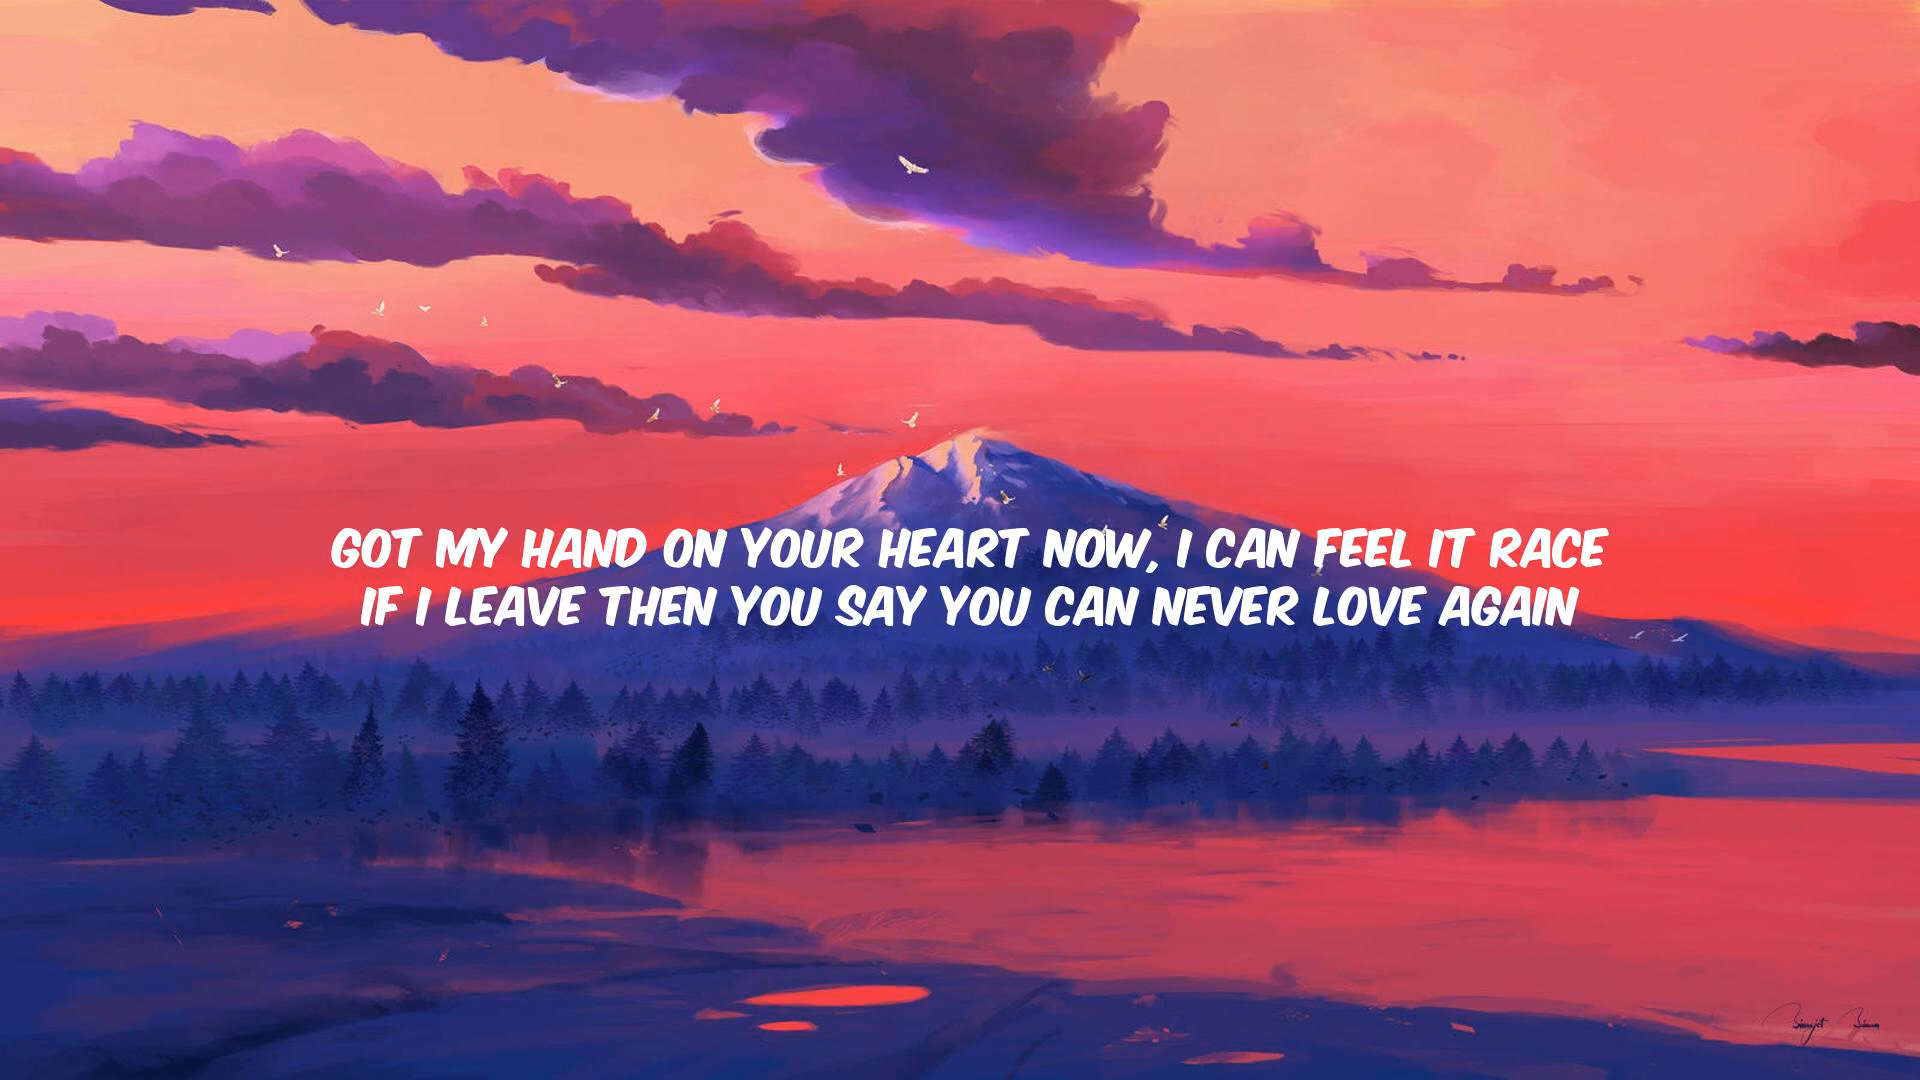 GOT MY HAND ON YOUR HEART NOW, I CAN FEEL IT RACE
IF I LEAVE THEN YOU SAY YOU CAN NEVER LOVE AGAIN